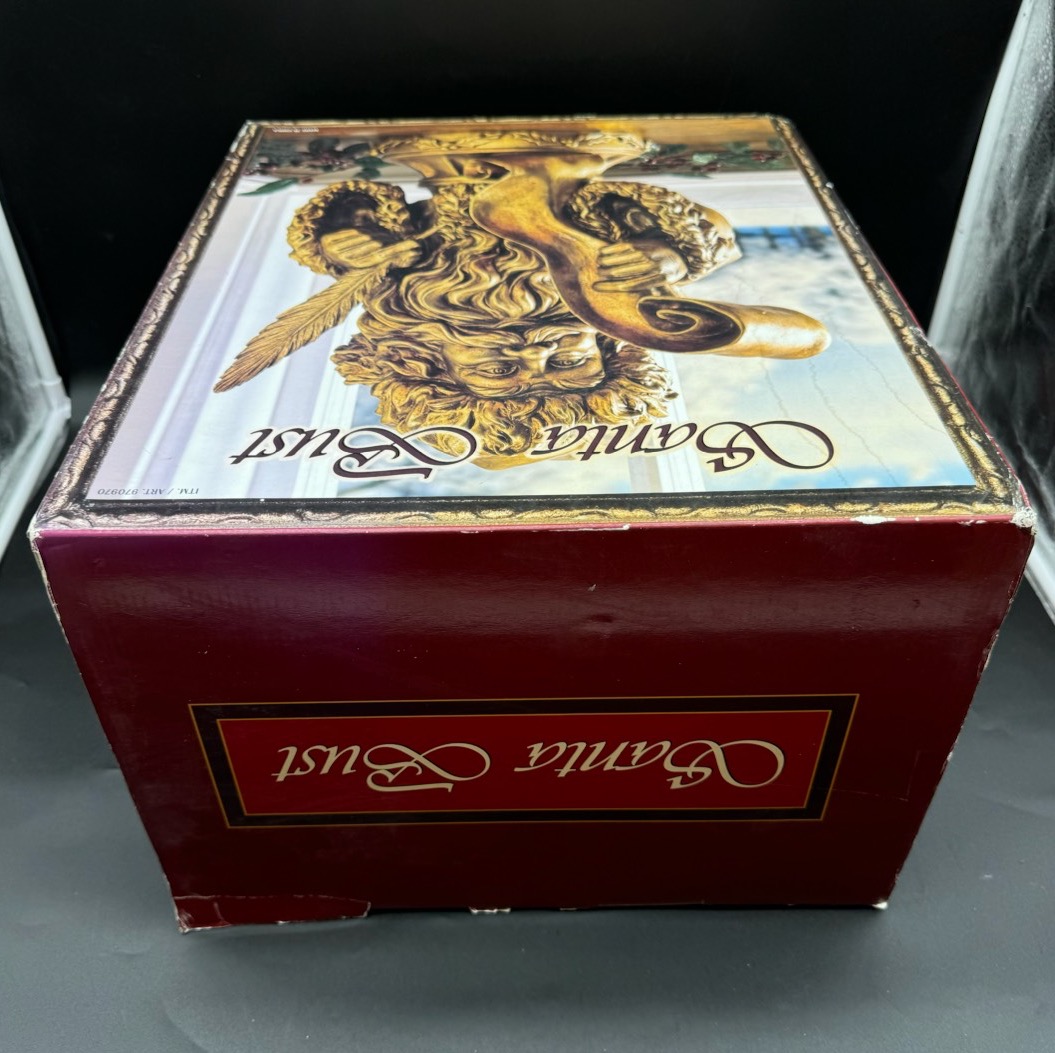 Santa Bust
ITM. / ART. 970970
Santa Bust